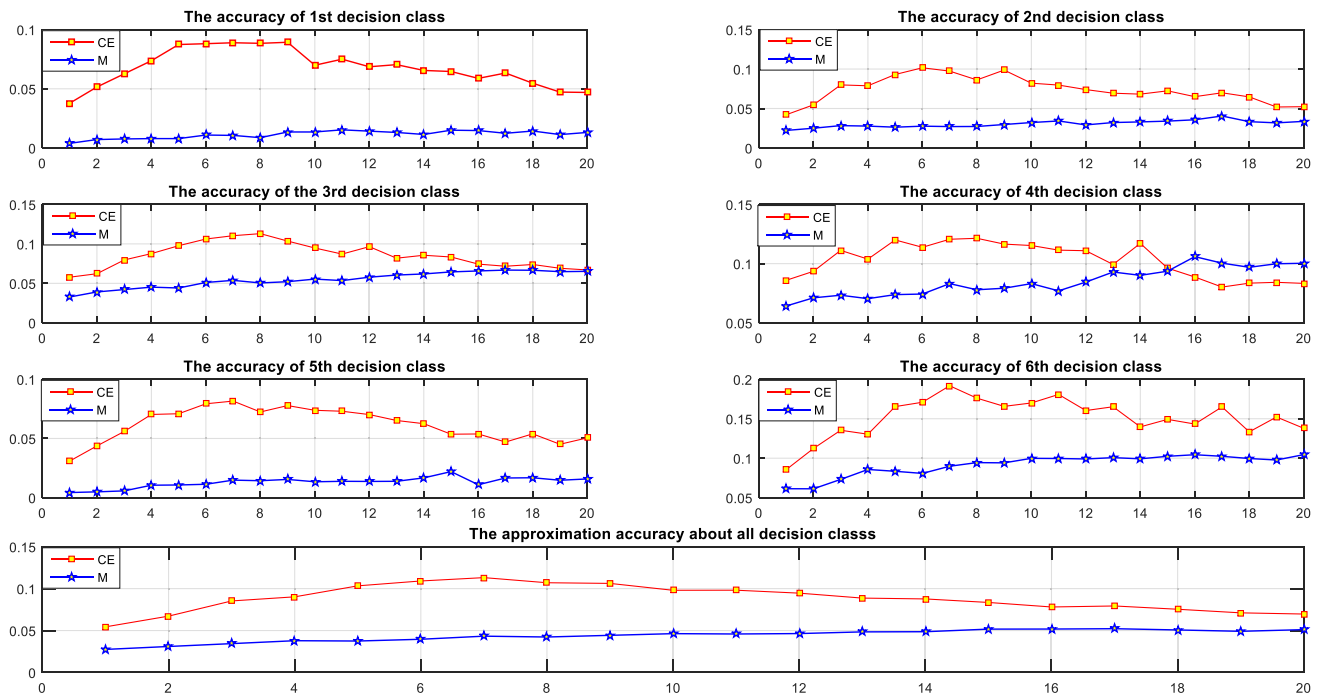 The accuracy of 1st decision class
0.1
0.05
0
CE
M
0 2 4 6 8 10 12 14 16 18 20
The accuracy of 2nd decision class
0.15
0.1
0.05
0
CE
M
0 2 4 6 8 10 12 14 16 18 20
The accuracy of the 3rd decision class
0.15
0.1
0.05
0
CE
M
0 2 4 6 8 10 12 14 16 18 20
The accuracy of 4th decision class
0.15
0.1
0.05
CE
M
0 2 4 6 8 10 12 14 16 18 20
The accuracy of 5th decision class
0.1
0.05
0
CE
M
0 2 4 6 8 10 12 14 16 18 20
The accuracy of 6th decision class
0.2
0.15
0.1
0.05
CE
M
0 2 4 6 8 10 12 14 16 18 20
The approximation accuracy about all decision classs
0.15
0.1
0.05
0
CE
M
0 2 4 6 8 10 12 14 16 18 20